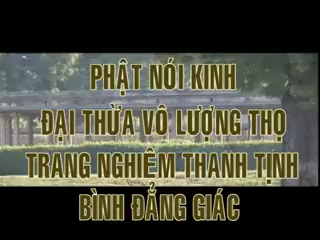 PHẬT NÓI KINH
ĐẠI THỪA VÔ LƯỢNG THỌ
TRANG NGHIÊM THANH TỊNH
BÌNH ĐẲNG GIÁC